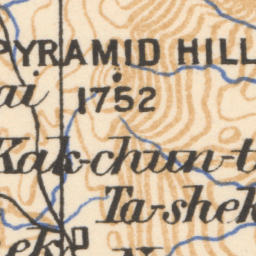 PYRAMID HILL
ai 1752
Kak-chun-t
Ta-shek
ek